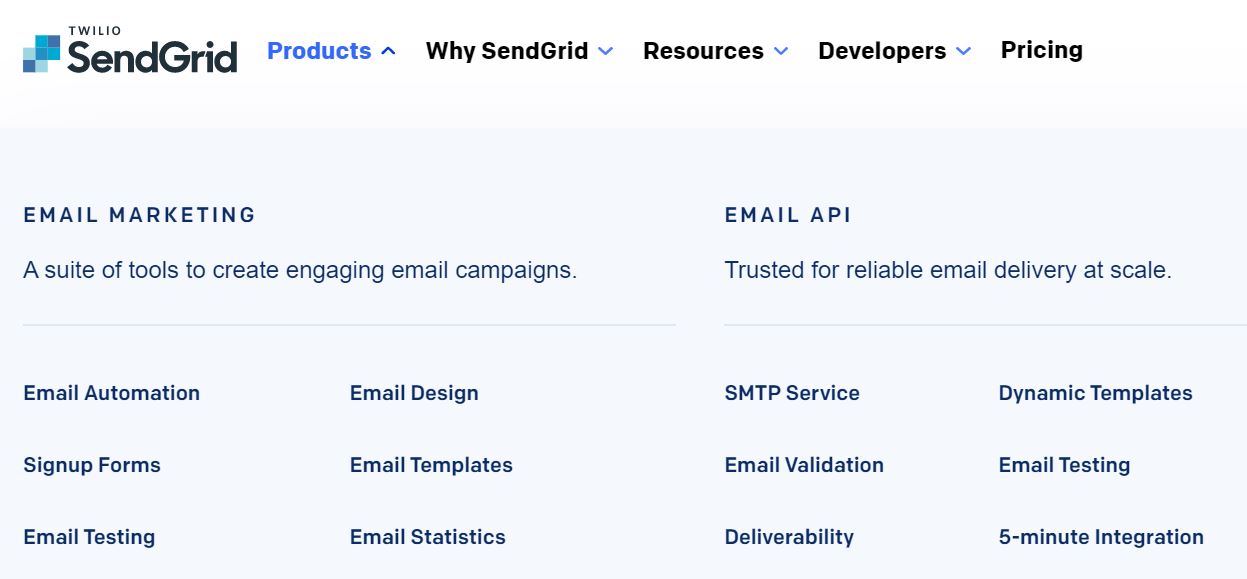 TWILIO
SendGrid
Products
Why SendGrid
Resources
Developers
Pricing
EMAIL MARKETING
A suite of tools to create engaging email campaigns.
Email Automation
Email Design
Signup Forms
Email Templates
Email Testing
Email Statistics
EMAIL API
Trusted for reliable email delivery at scale.
SMTP Service
Dynamic Templates
Email Validation
Email Testing
Deliverability
5-minute Integration